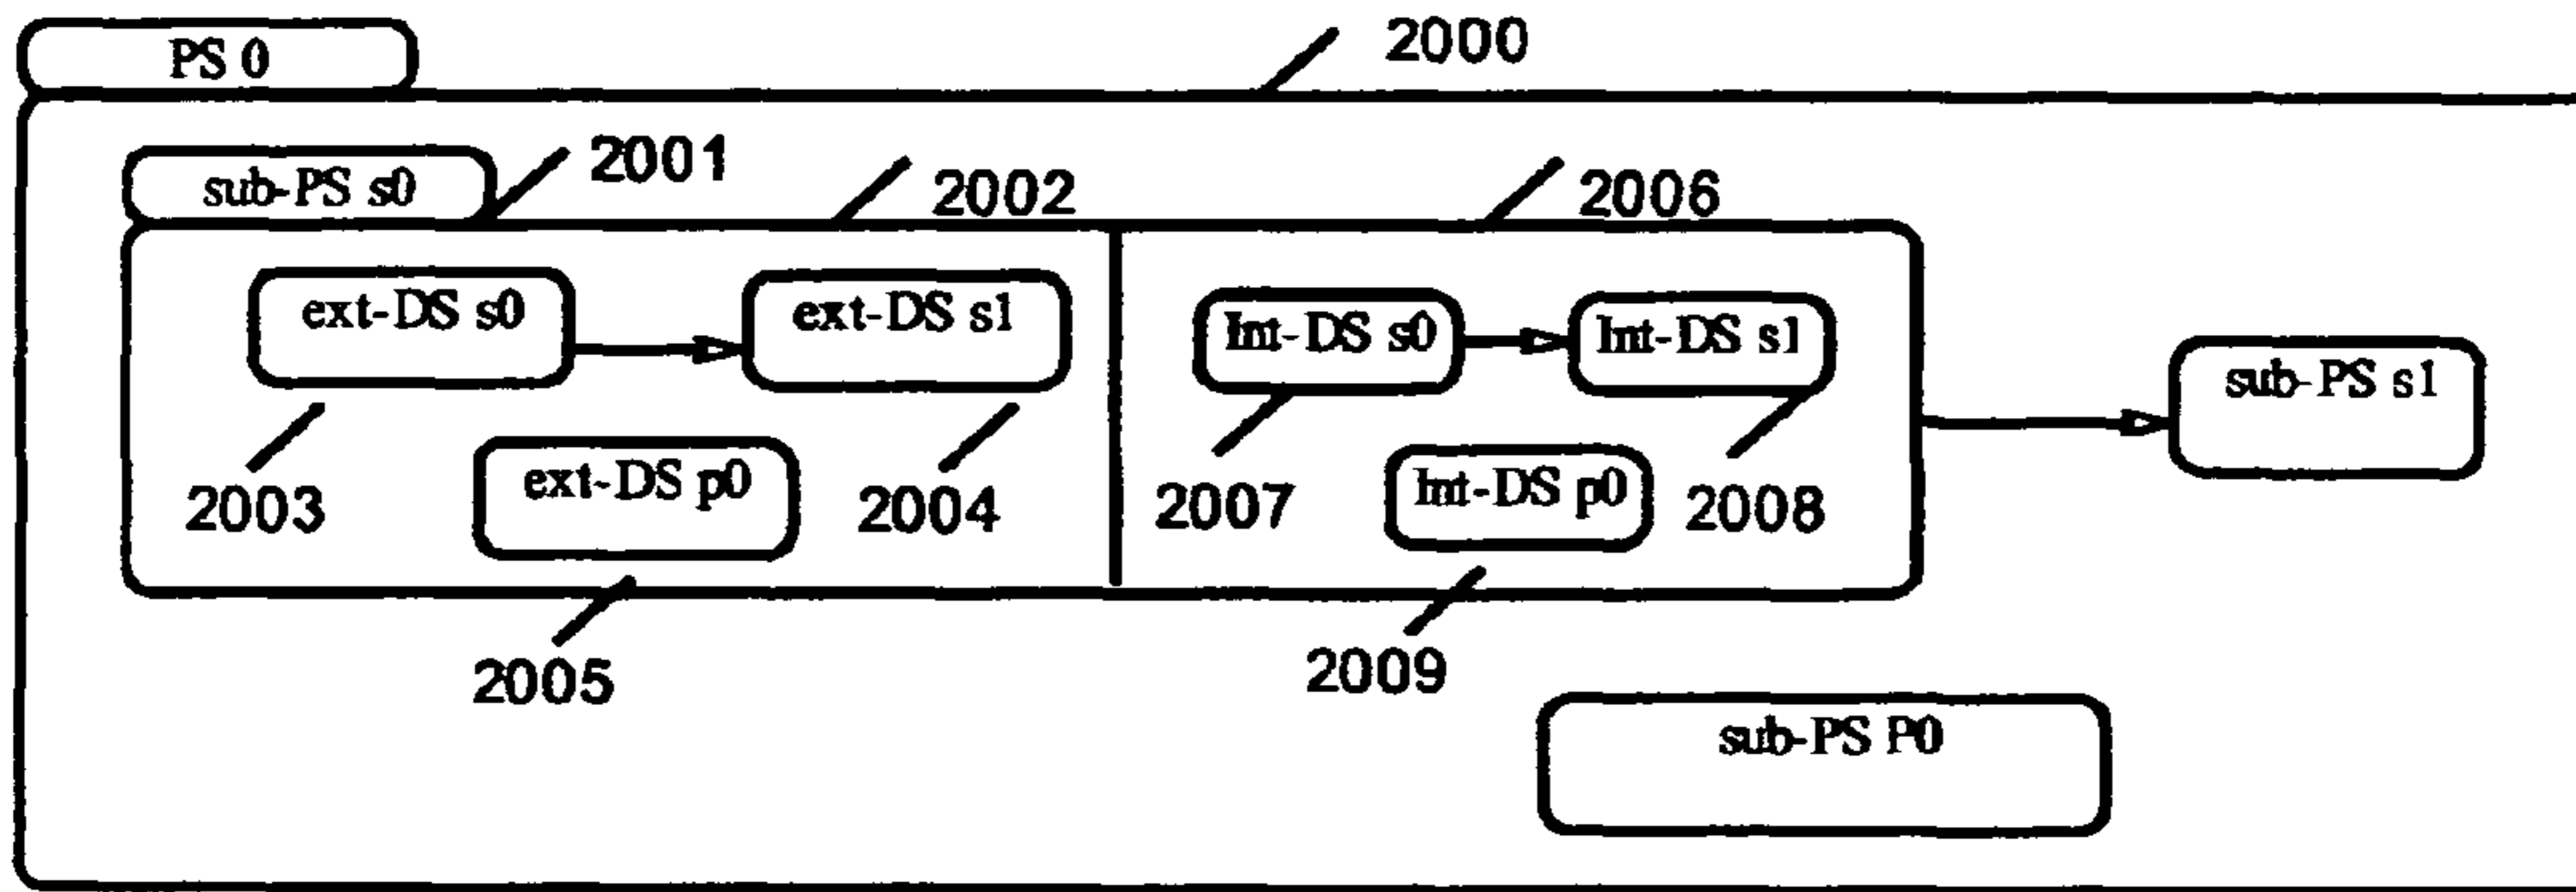 PS 0
2000
sub-PS s0
2001
2002
2006
ext-DS s0
ext-DS s1
Int-DS s0
Int-DS s1
sub-PS s1
2003
ext-DS p0
2004
2007
Int-DS p0
2008
2005
2009
sub-PS P0